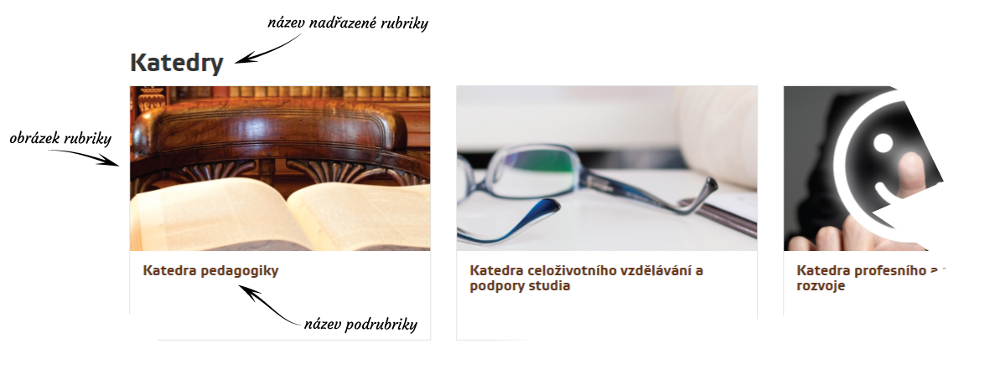 název nadřazené rubriky
Katedry
obrázek rubriky
Katedra pedagogiky
Katedra celoživotního vzdělávání a
podpory studia
Katedra profesního
rozvoje
název podrubriky